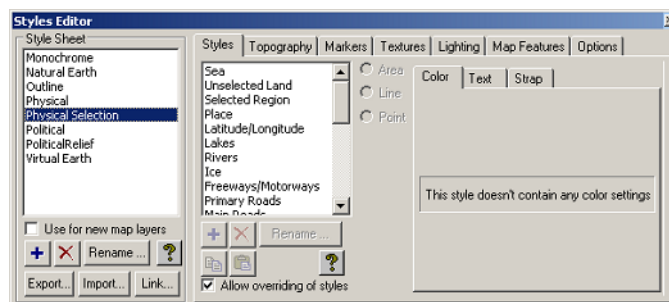 Styles Editor
Style Sheet
Monochrome
Natural Earth
Outline
Physical
Physical Selection
Political
PoliticalRelief
Virtual Earth
Use for new map layers
Rename ...
Export...
Import...
Link...
Styles
Topography
Markers
Textures
Lighting
Map Features
Options
Sea
Unselected Land
Selected Region
Place
Latitude/Longitude
Lakes
Rivers
Ice
Freeways/Motorways
Primary Roads
Main Roads
Area
Line
Point
Rename ...
Allow overriding of styles
Color
Text
Strap
This style doesn't contain any color settings